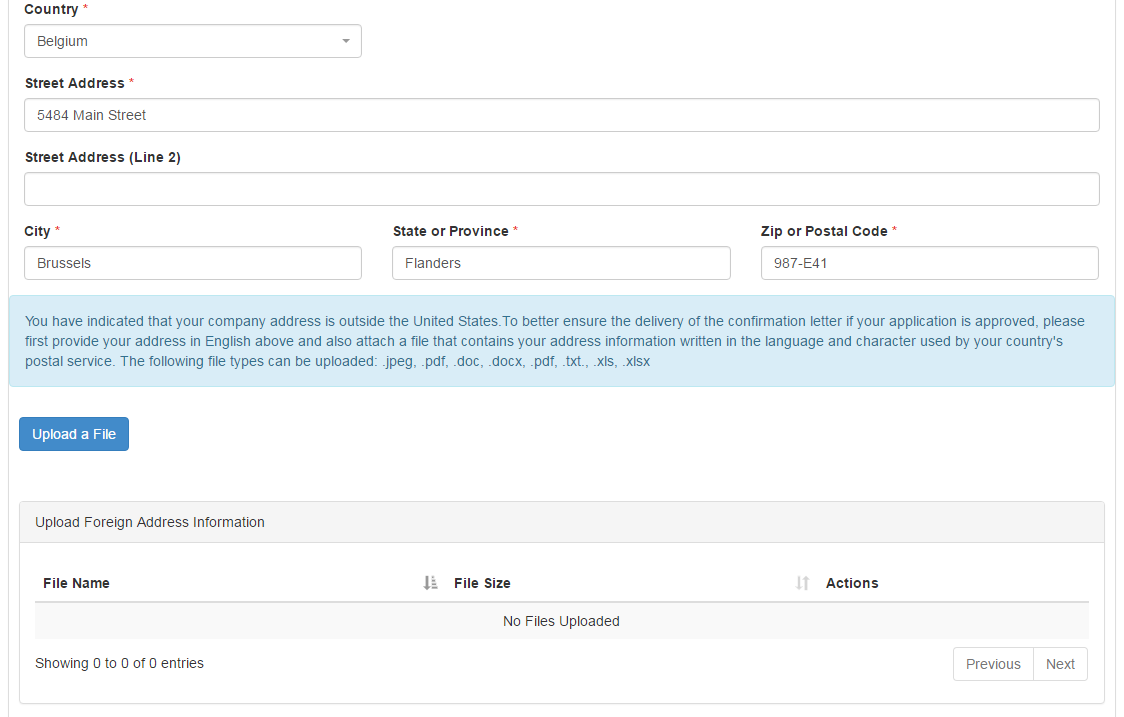 Country *
Belgium
Street Address *
5484 Main Street
Street Address (Line 2)
City * State or Province * Zip or Postal Code *
Brussels Flanders 987-E41
You have indicated that your company address is outside the United States.To better ensure the delivery of the confirmation letter if your application is approved, please
first provide your address in English above and also attach a file that contains your address information written in the language and character used by your country's
postal service. The following file types can be uploaded: .jpeg, .pdf, .doc, .docx, .pdf, .txt., .xls, .xlsx
Upload a File
Upload Foreign Address Information
File Name File Size Actions
No Files Uploaded
Showing 0 to 0 of 0 entries Previous Next